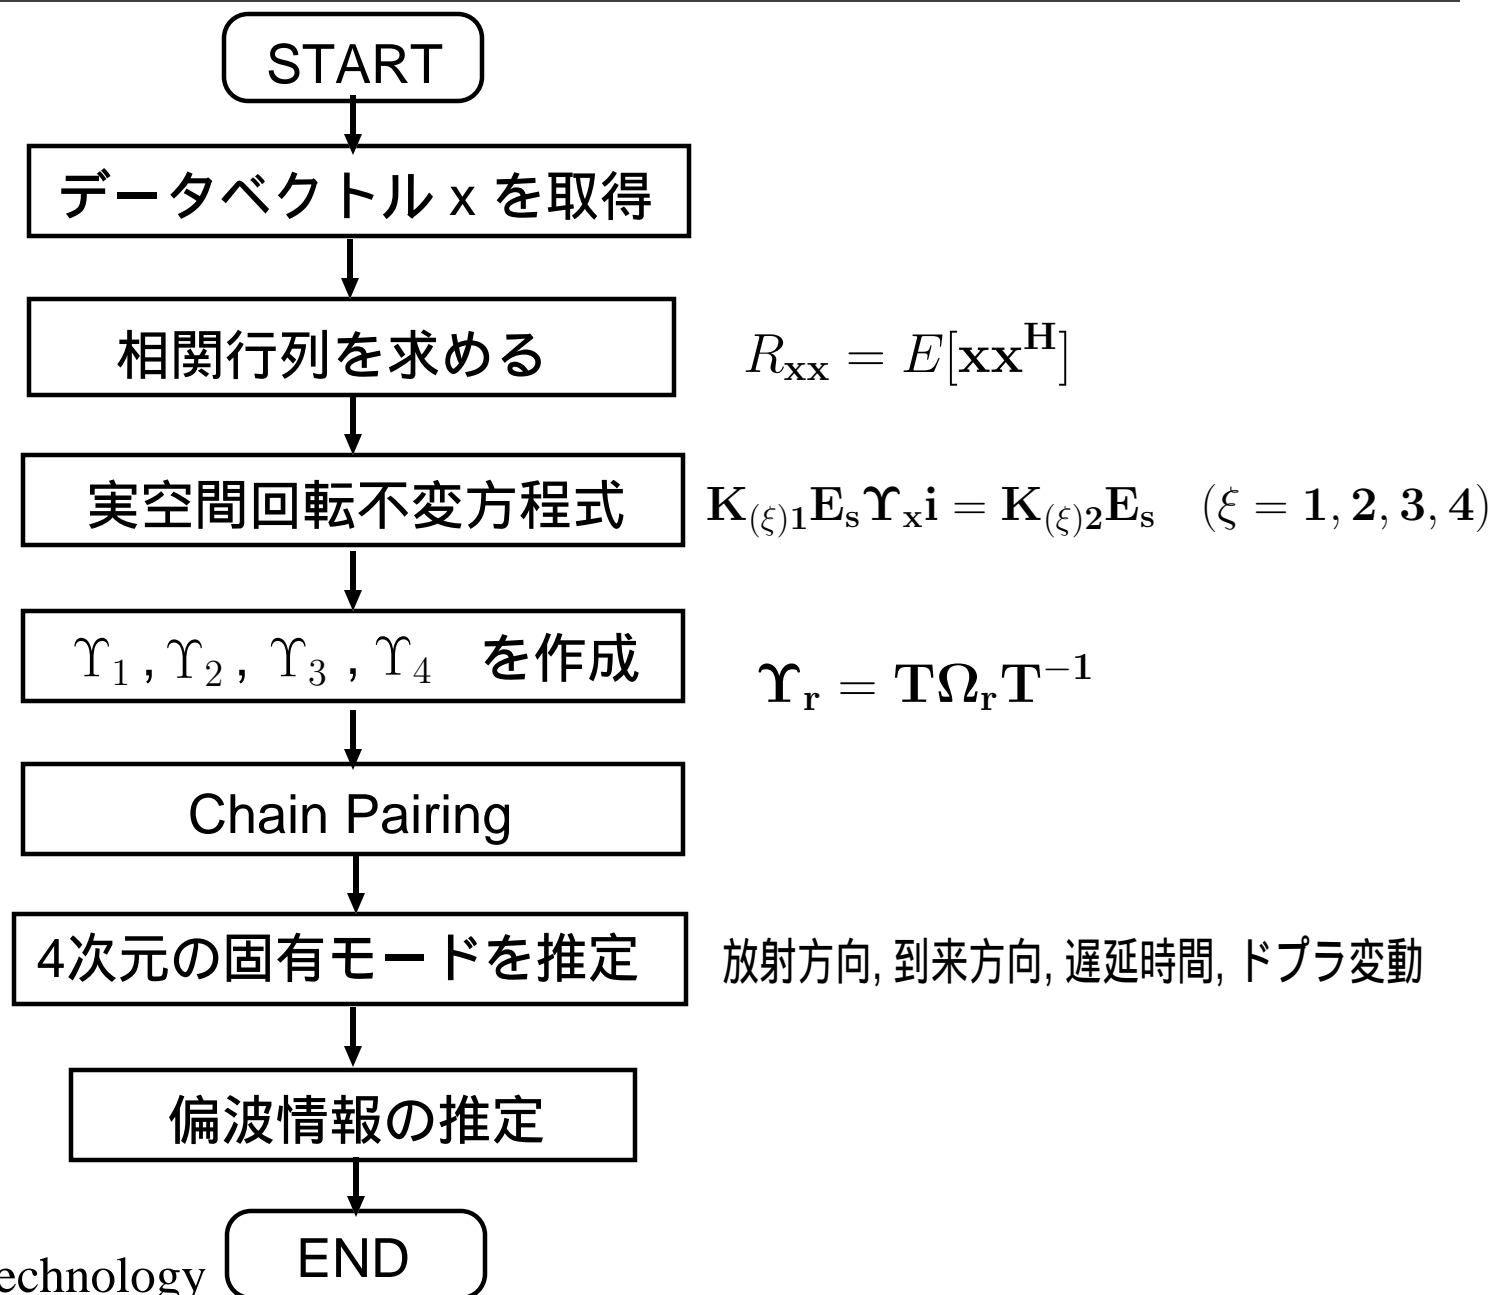 START
データベクトル x を取得
相関行列を求める
R_xx = E[xx^H]
実空間回転不変方程式
K_(ξ)1 E_s ϒ_x i = K_(ξ)2 E_s (ξ = 1, 2, 3, 4)
ϒ_1 , ϒ_2 , ϒ_3 , ϒ_4 を作成
ϒ_r = TΩ_r T^−1
Chain Pairing
4次元の固有モードを推定
放射方向, 到来方向, 遅延時間, ドプラ変動
偏波情報の推定
END
echnology